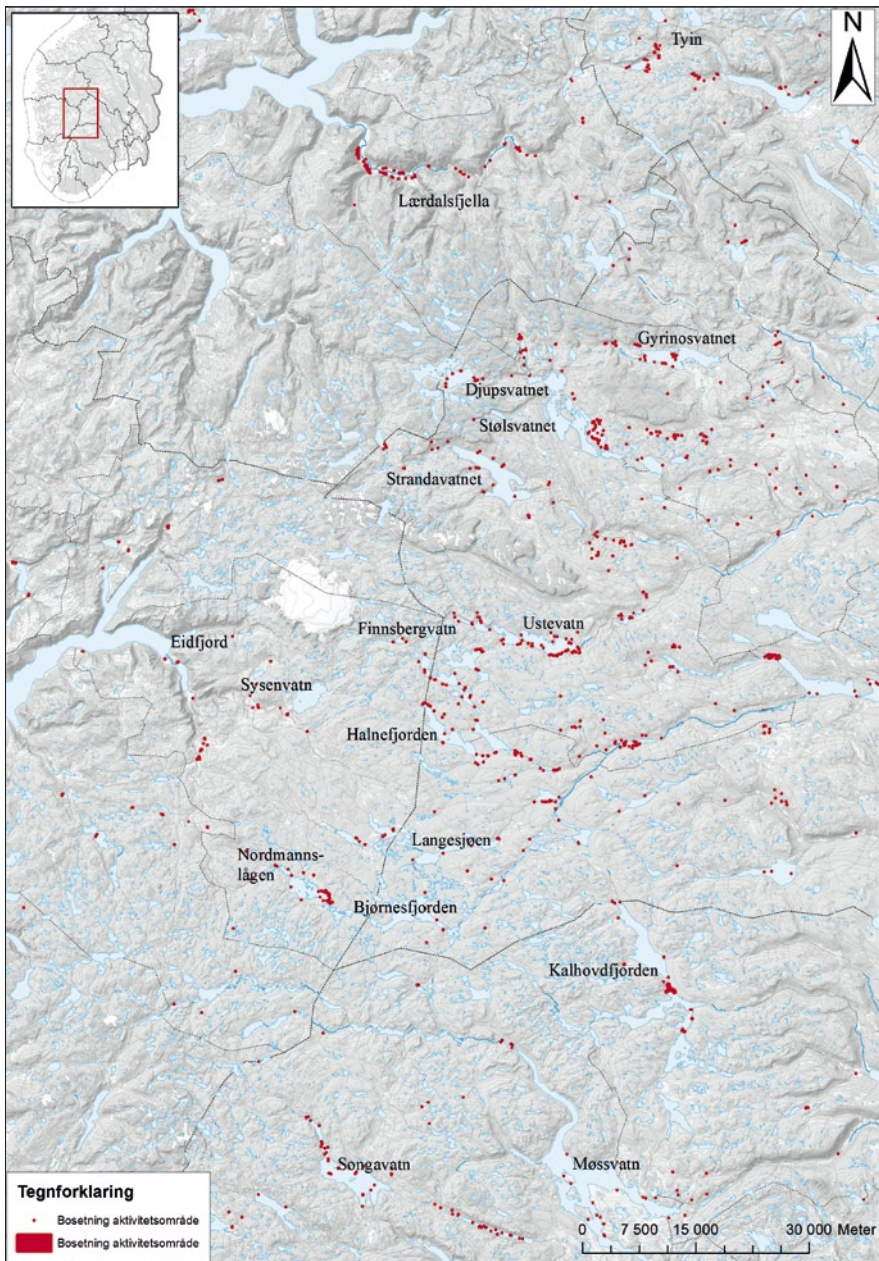 N
Tyin
Lærdalsfjella
Gyrinosvatnet
Djupsvatnet
Stølsvatnet
Strandavatnet
Finnsbergvatn
Ustevatn
Eidfjord
Sysenvatn
Halnefjorden
Langesjøen
Nordmanns-
lågen
Bjørnesfjorden
Kalhovdfjorden
Songavatn
Møssvatn
Tegnforklaring
Bosetning aktivitetsområde
Bosetning aktivitetsområde
0 7 500 15 000 30 000 Meter